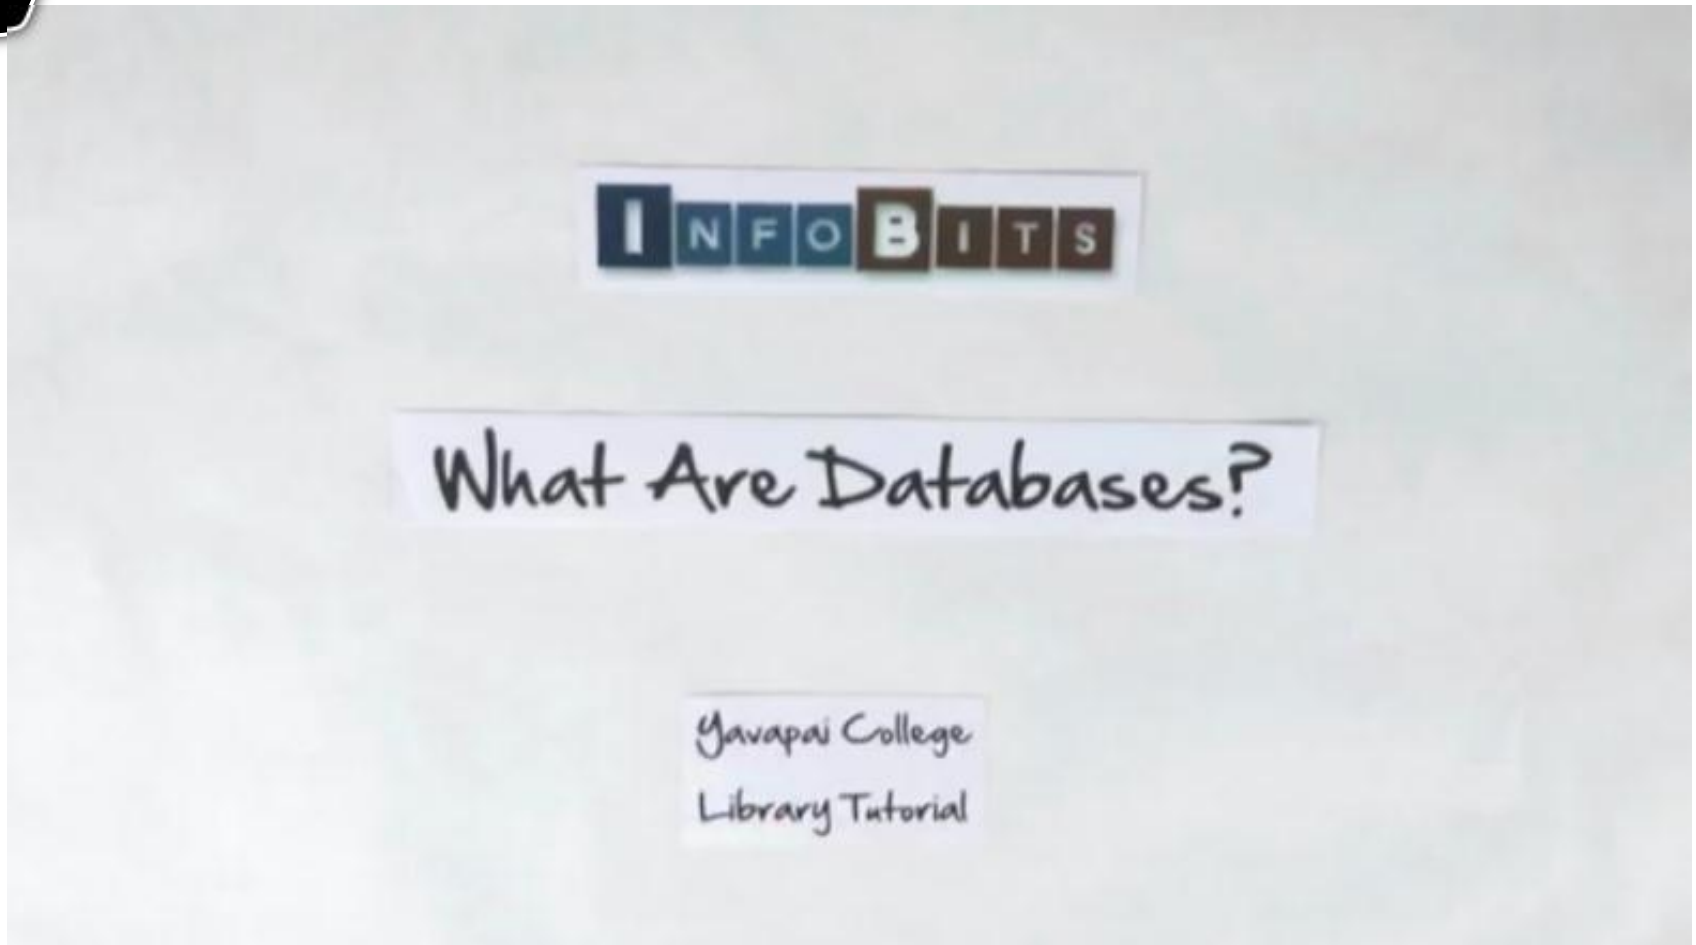 INFOBITS
What Are Databases?
Yavapai College
Library Tutorial